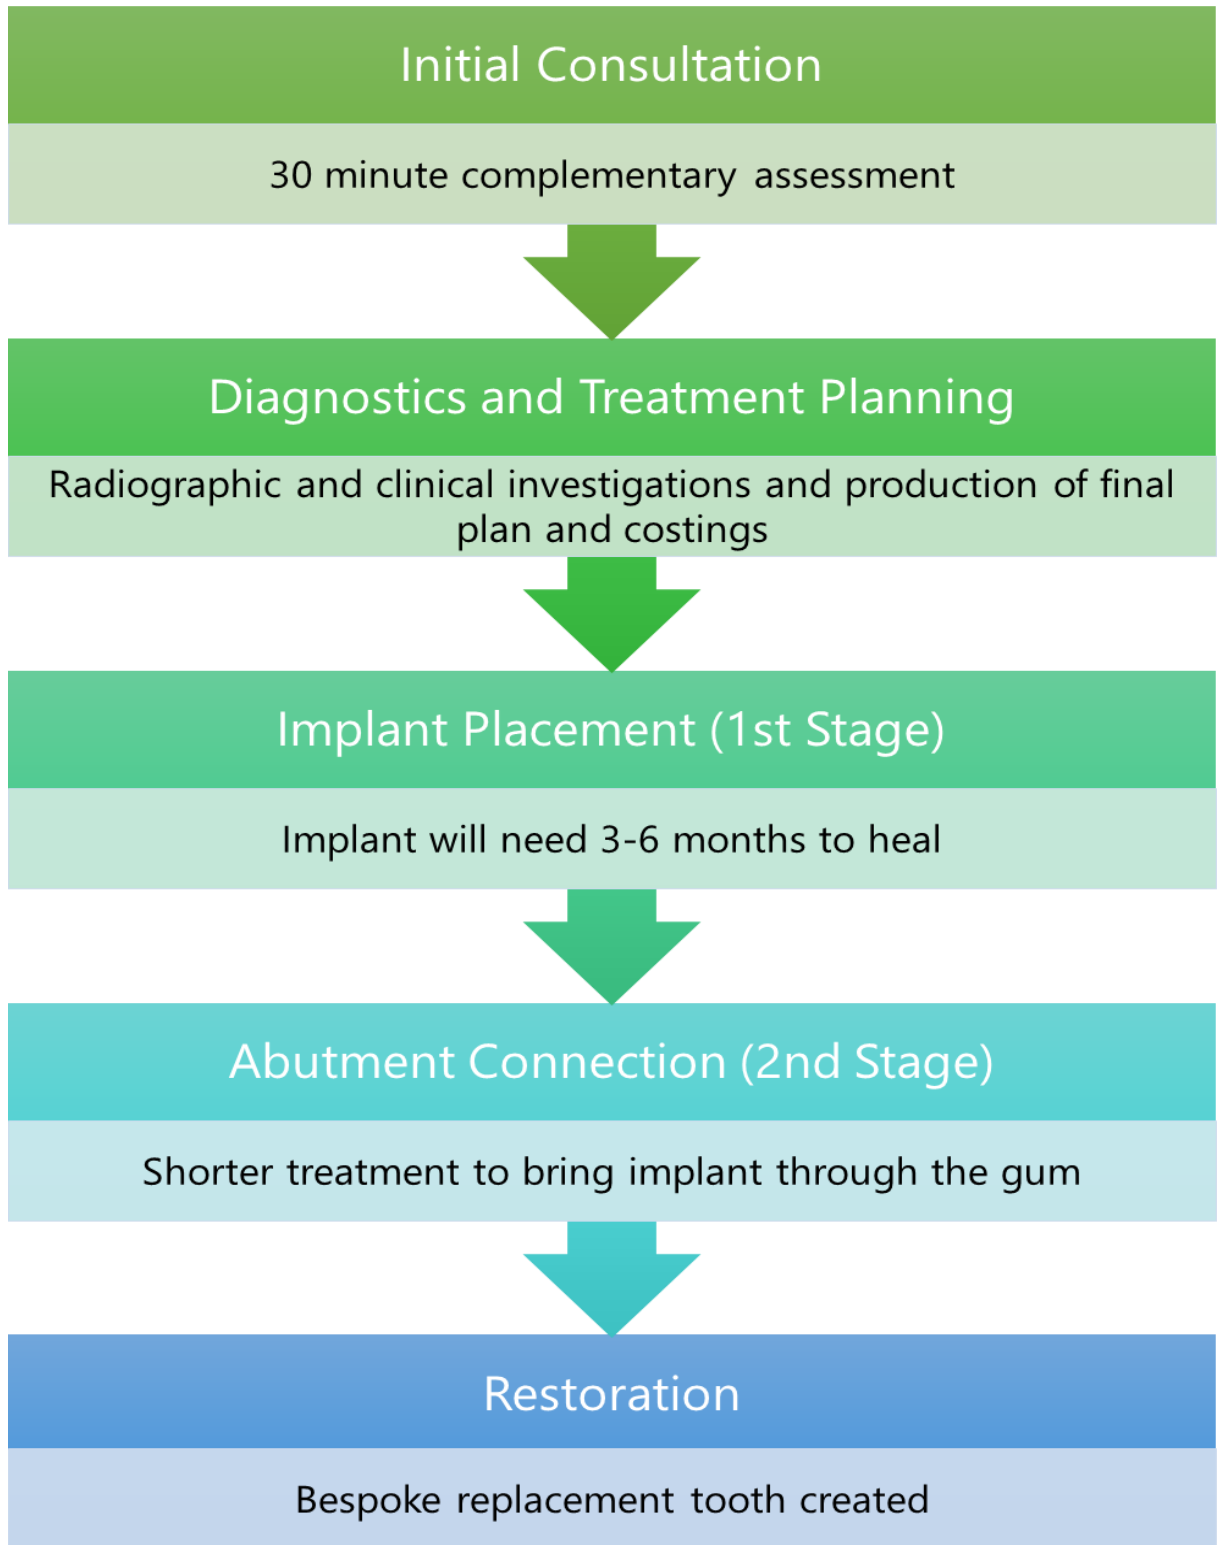 Initial Consultation
30 minute complementary assessment
Diagnostics and Treatment Planning
Radiographic and clinical investigations and production of final
plan and costings
Implant Placement (1st Stage)
Implant will need 3-6 months to heal
Abutment Connection (2nd Stage)
Shorter treatment to bring implant through the gum
Restoration
Bespoke replacement tooth created